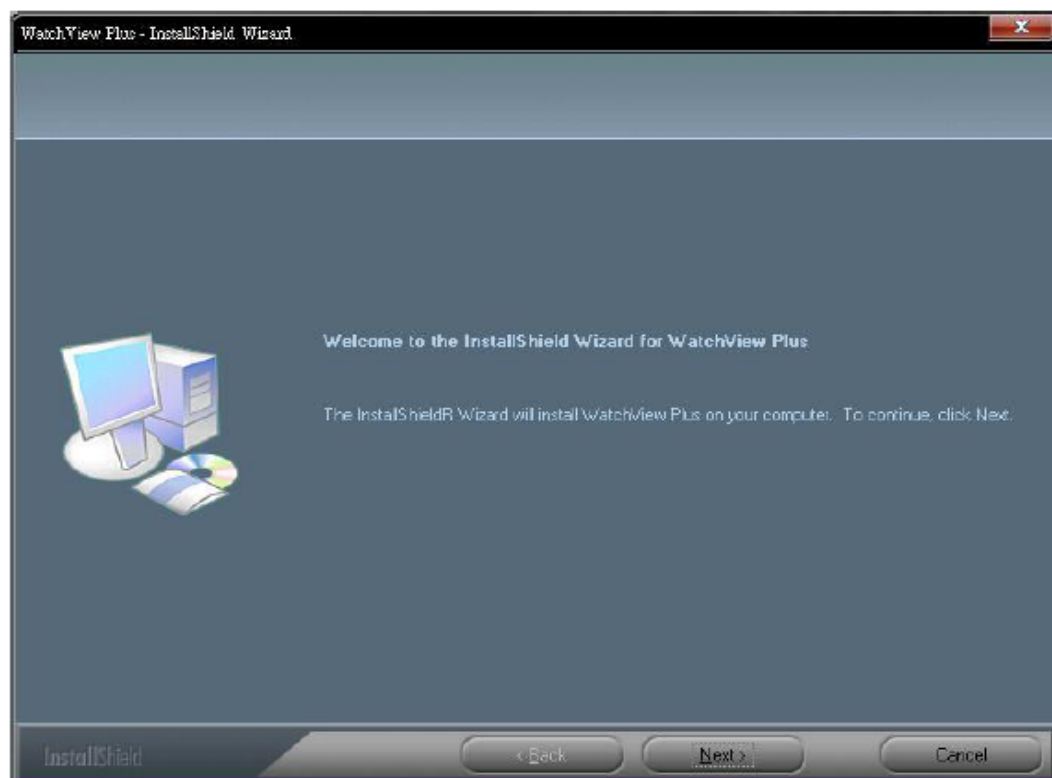 WatchView Plus - InstallShield Wizard
X
Welcome to the InstallShield Wizard for WatchView Plus
The InstallShieldR Wizard will install WatchView Plus on your computer. To continue, click Next.
InstallShield
< Back
Next >
Cancel